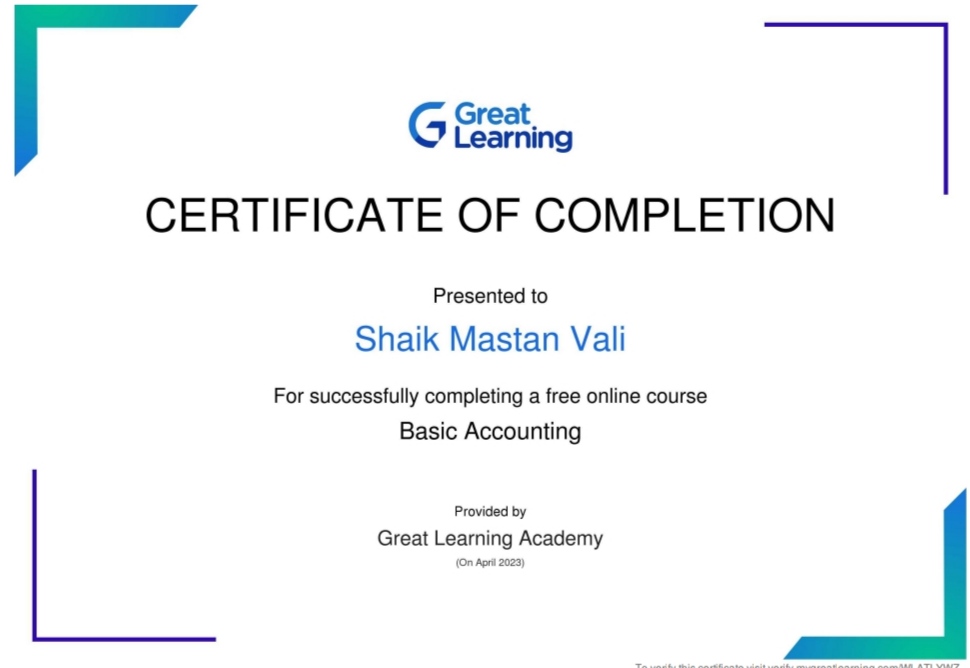 Great
Learning
CERTIFICATE OF COMPLETION
Presented to
Shaik Mastan Vali
For successfully completing a free online course
Basic Accounting
Provided by
Great Learning Academy
(On April 2023)
To verify this certificate visit verify.mygreatlearning.com/WLATLYWZ